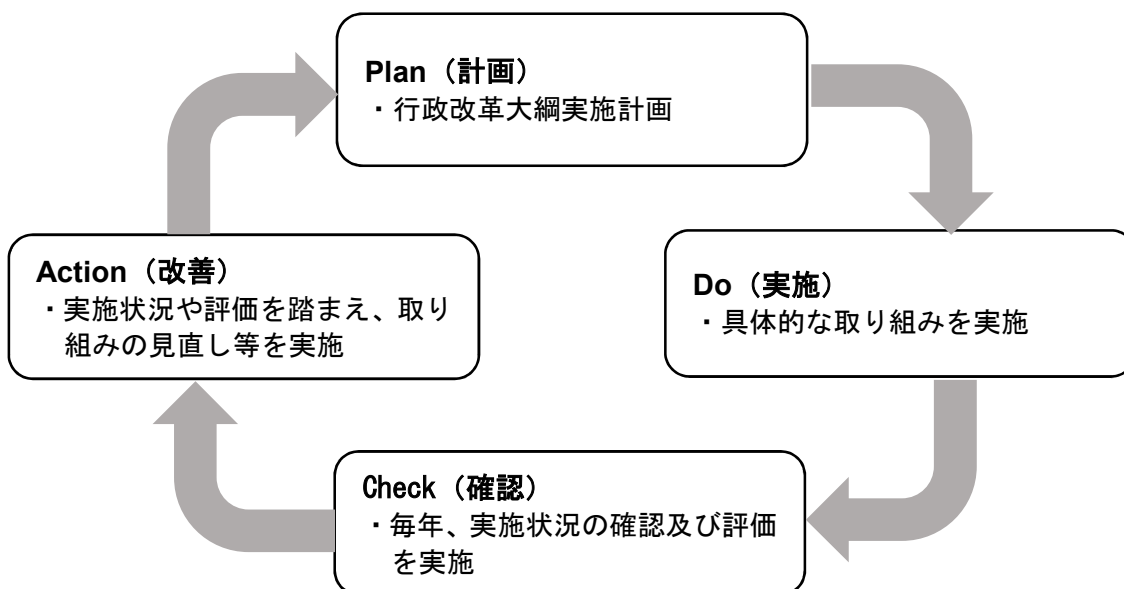 Plan（計画）
・行政改革大綱実施計画
Do（実施）
・具体的な取り組みを実施
Check（確認）
・毎年、実施状況の確認及び評価
を実施
Action（改善）
・実施状況や評価を踏まえ、取り
組みの見直し等を実施